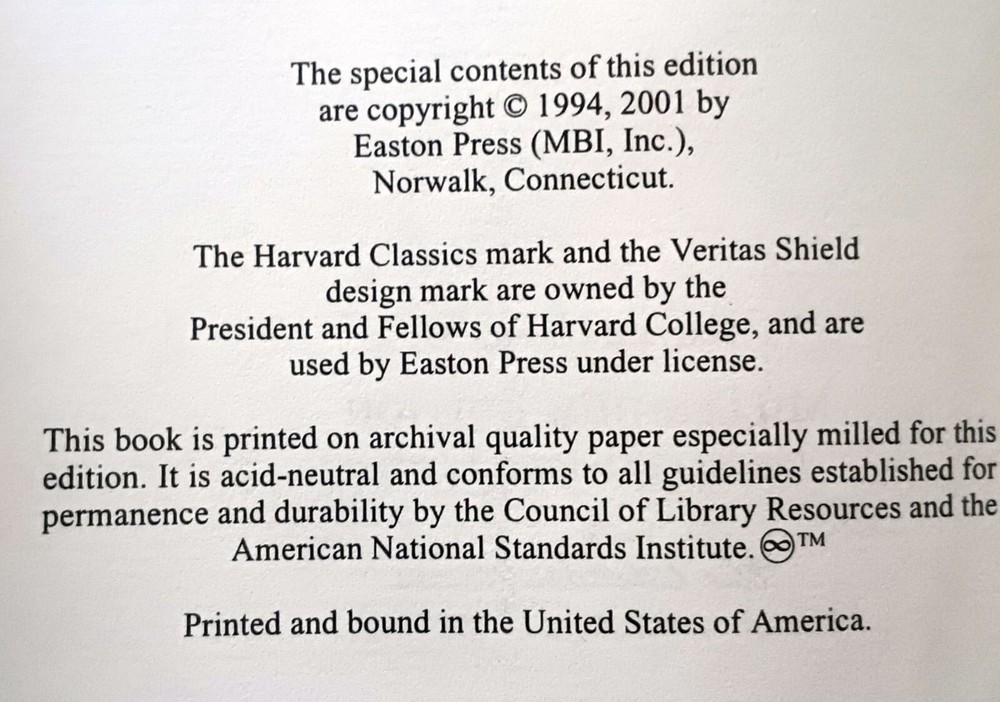 The special contents of this edition
are copyright © 1994, 2001 by
Easton Press (MBI, Inc.),
Norwalk, Connecticut.
The Harvard Classics mark and the Veritas Shield
design mark are owned by the
President and Fellows of Harvard College, and are
used by Easton Press under license.
This book is printed on archival quality paper especially milled for this
edition. It is acid-neutral and conforms to all guidelines established for
permanence and durability by the Council of Library Resources and the
American National Standards Institute. ♾™
Printed and bound in the United States of America.